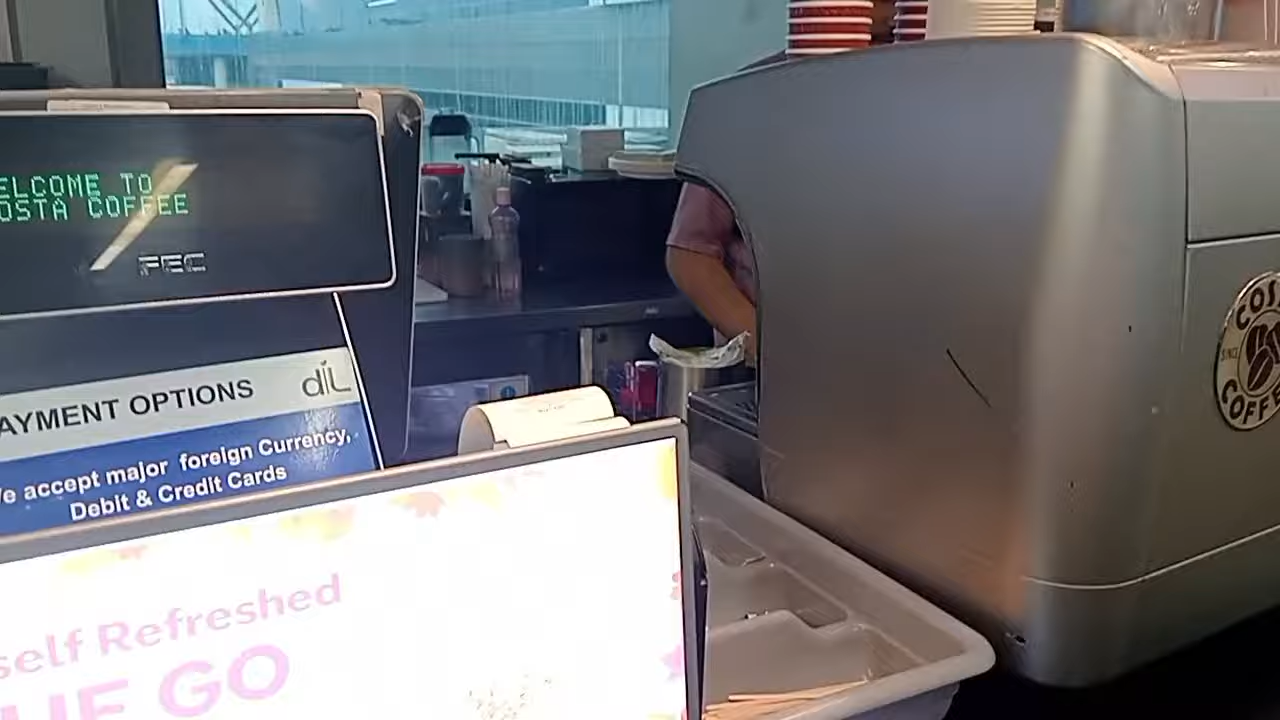 ELCOME TO
OSTA COFFEE
FEC
AYMENT OPTIONS
dil
e accept major foreign Currency,
Debit & Credit Cards
self Refreshed
GO
COS
SINCE
COFFE